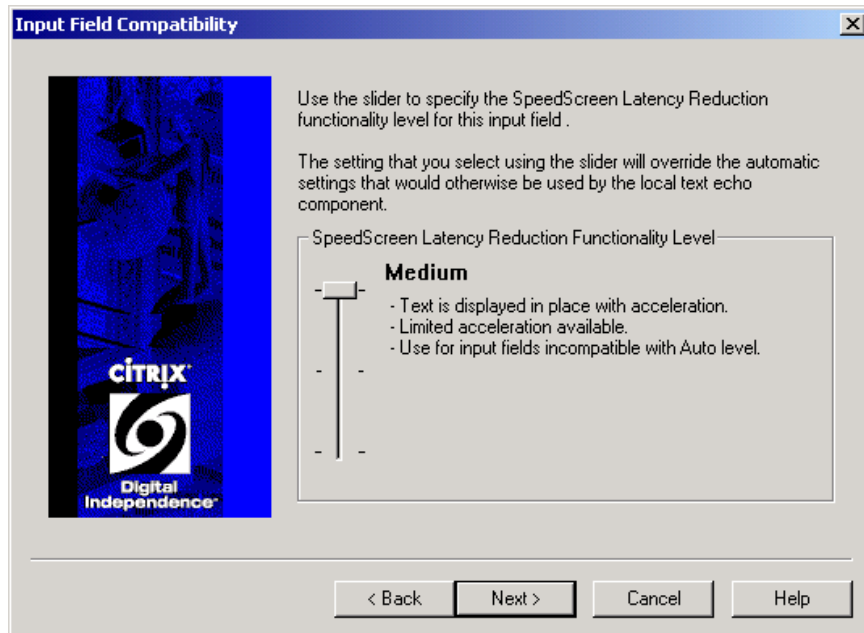 Input Field Compatibility
Use the slider to specify the SpeedScreen Latency Reduction
functionality level for this input field .
The setting that you select using the slider will override the automatic
settings that would otherwise be used by the local text echo
component.
SpeedScreen Latency Reduction Functionality Level
Medium
- Text is displayed in place with acceleration.
- Limited acceleration available.
- Use for input fields incompatible with Auto level.
CİTRIX
Digital
Independence
< Back
Next >
Cancel
Help